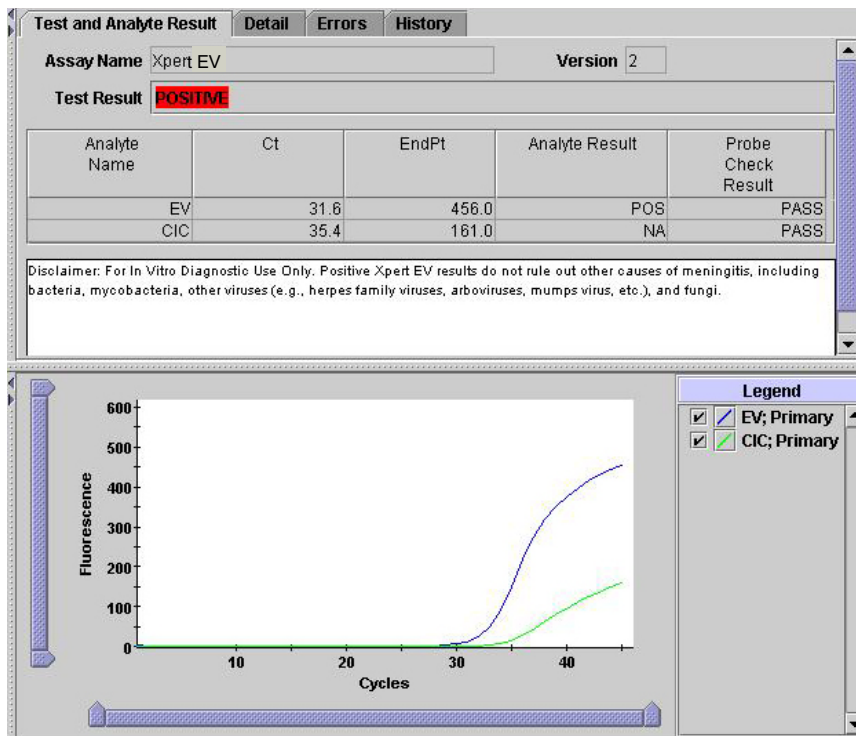 Test and Analyte Result Detail Errors History
Assay Name Xpert EV Version 2
Test Result POSITIVE
Analyte Name Ct EndPt Analyte Result Probe Check Result
EV 31.6 456.0 POS PASS
CIC 35.4 161.0 NA PASS
Disclaimer: For In Vitro Diagnostic Use Only. Positive Xpert EV results do not rule out other causes of meningitis, including
bacteria, mycobacteria, other viruses (e.g., herpes family viruses, arboviruses, mumps virus, etc.), and fungi.
Legend
EV; Primary
CIC; Primary
600
500
400
300
200
100
0
Fluorescence
10 20 30 40
Cycles